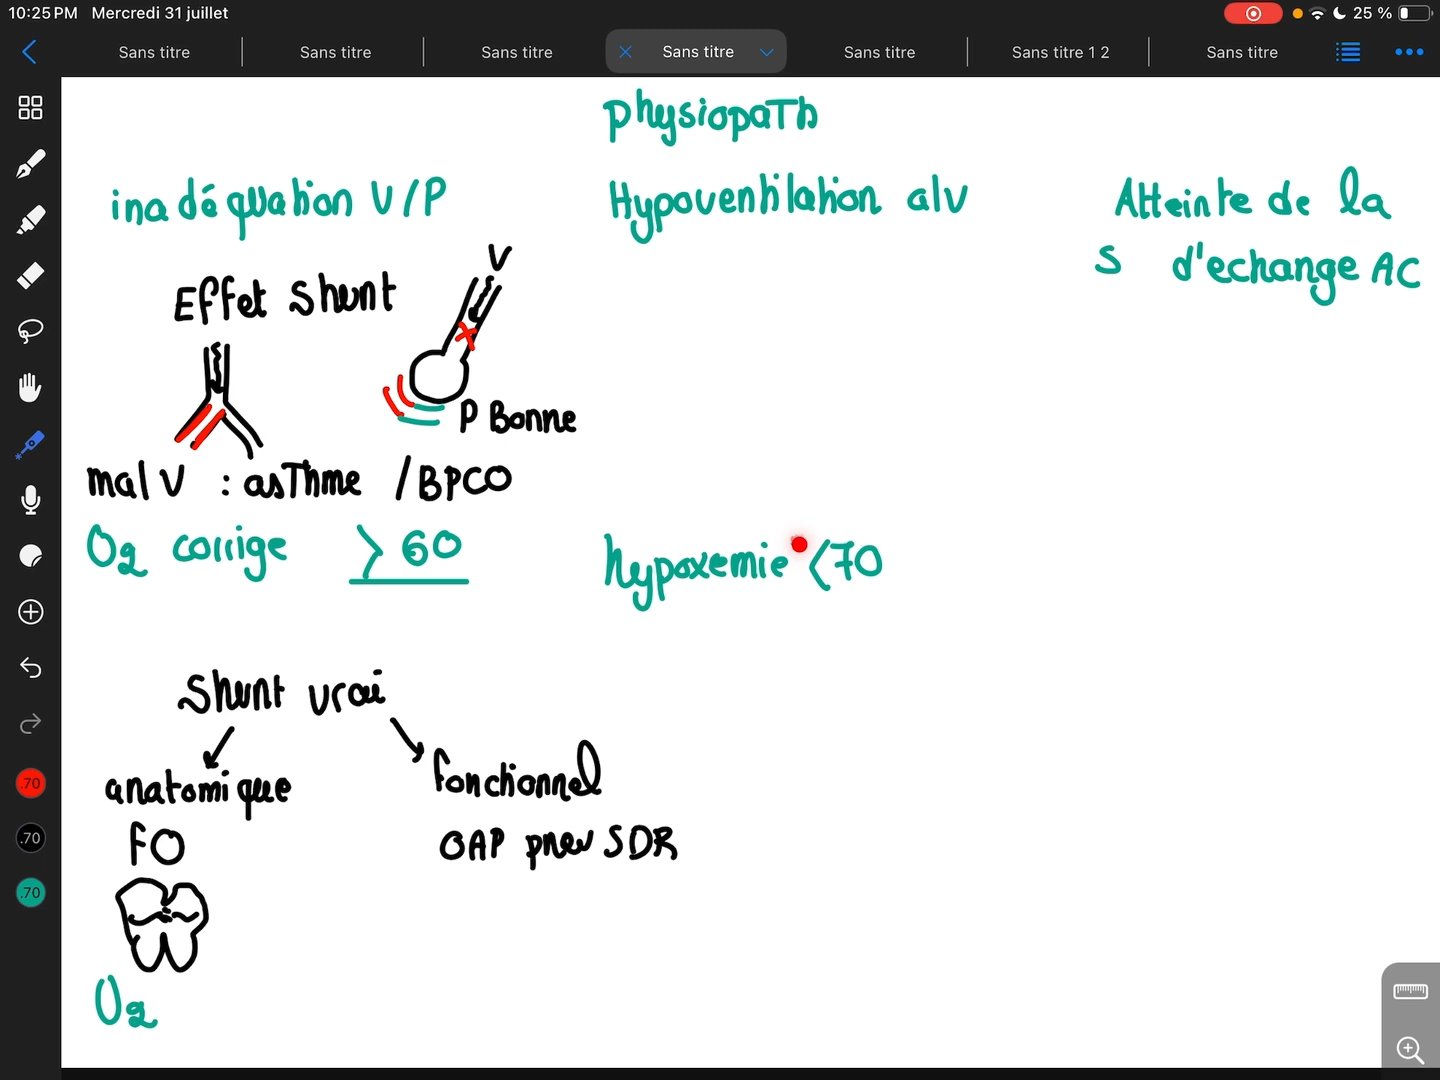 10:25 PM Mercredi 31 juillet
25 %
Sans titre
Sans titre
Sans titre
Sans titre
Sans titre
Sans titre 1 2
Sans titre
physiopath
inadéquation V/P
Hypoventilation alv
Atteinte de la
S d'echange AC
Effet Shunt
V
P Bonne
mal V : asthme / BPCO
O2 corrige > 60
hypoxemie < 70
Shunt vrai
anatomique
fonctionnel
FO
OAP pneu SDR
O2
.70
.70
.70